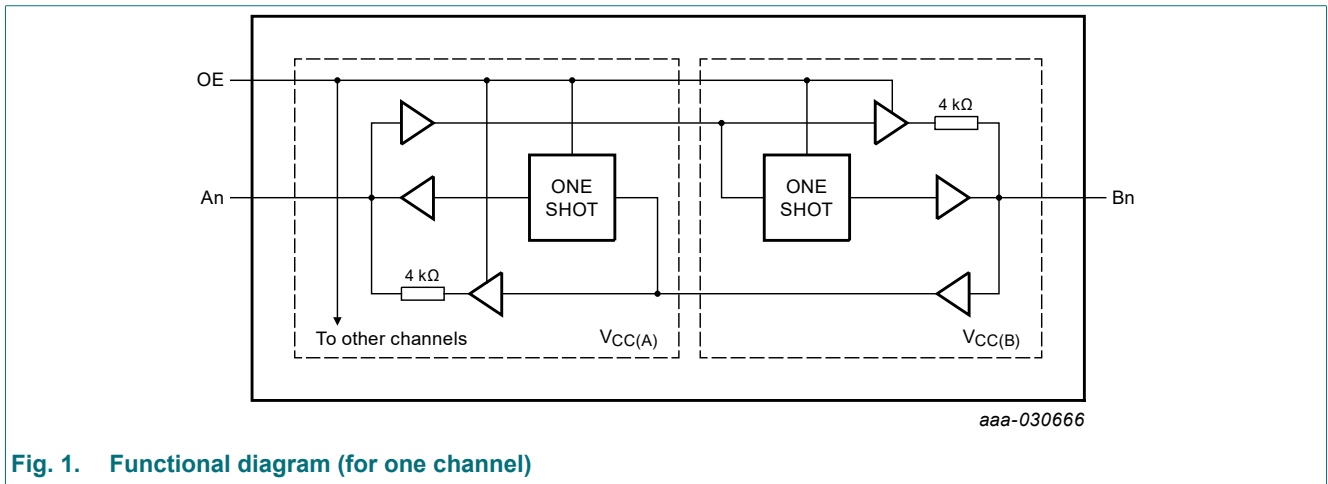 OE
4 kΩ
An
ONE
SHOT
ONE
SHOT
Bn
4 kΩ
To other channels
VCC(A)
VCC(B)
aaa-030666
Fig. 1. Functional diagram (for one channel)